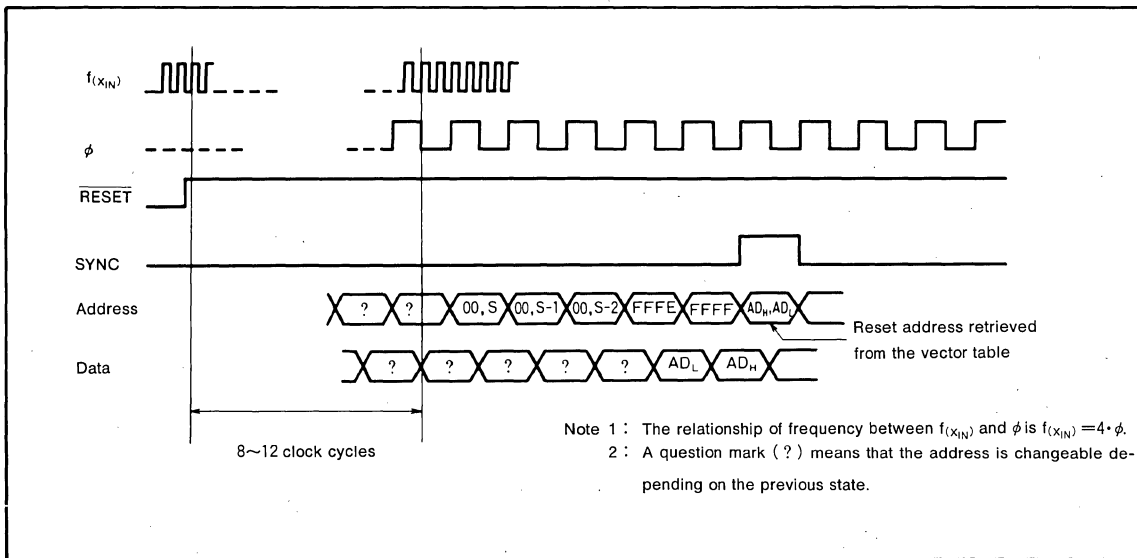 f(XIN)
φ
RESET
SYNC
Address
? ? 00,S 00,S-1 00,S-2 FFFE FFFF ADH,ADL
Reset address retrieved
from the vector table
Data
? ? ? ? ? ADL ADH
8~12 clock cycles
Note 1 : The relationship of frequency between f(XIN) and φ is f(XIN) =4·φ.
2 : A question mark ( ? ) means that the address is changeable de-
pending on the previous state.